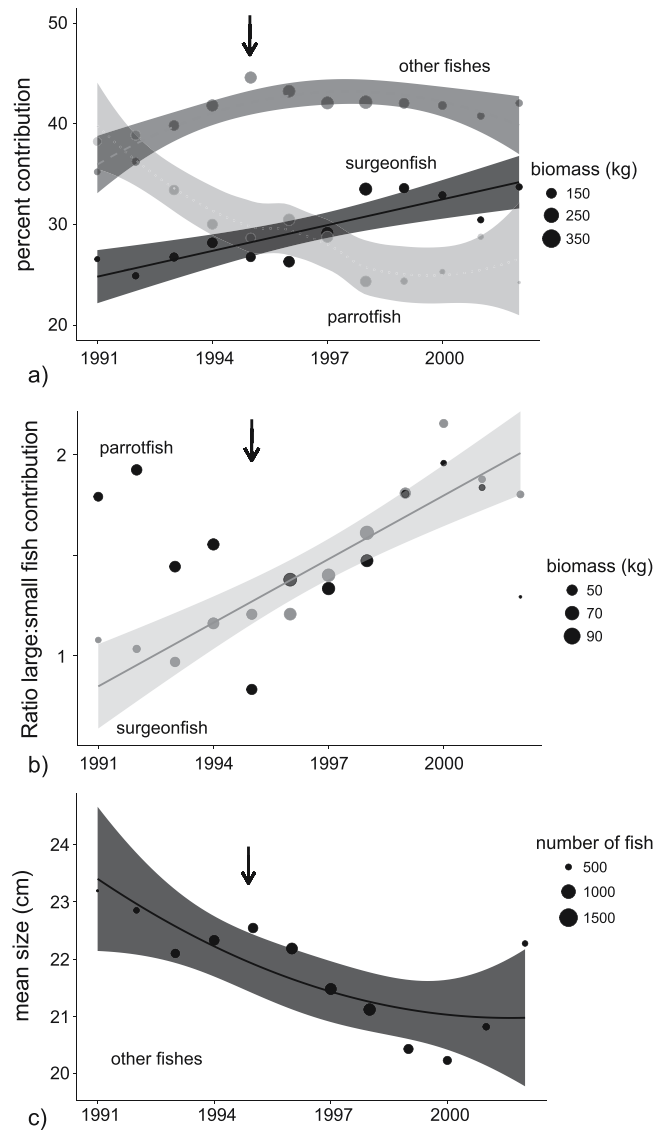 50
40
30
20
percent contribution
other fishes
surgeonfish
parrotfish
biomass (kg)
150
250
350
1991 1994 1997 2000
a)
2
1
Ratio large:small fish contribution
parrotfish
surgeonfish
biomass (kg)
50
70
90
1991 1994 1997 2000
b)
24
23
22
21
20
mean size (cm)
other fishes
number of fish
500
1000
1500
1991 1994 1997 2000
c)